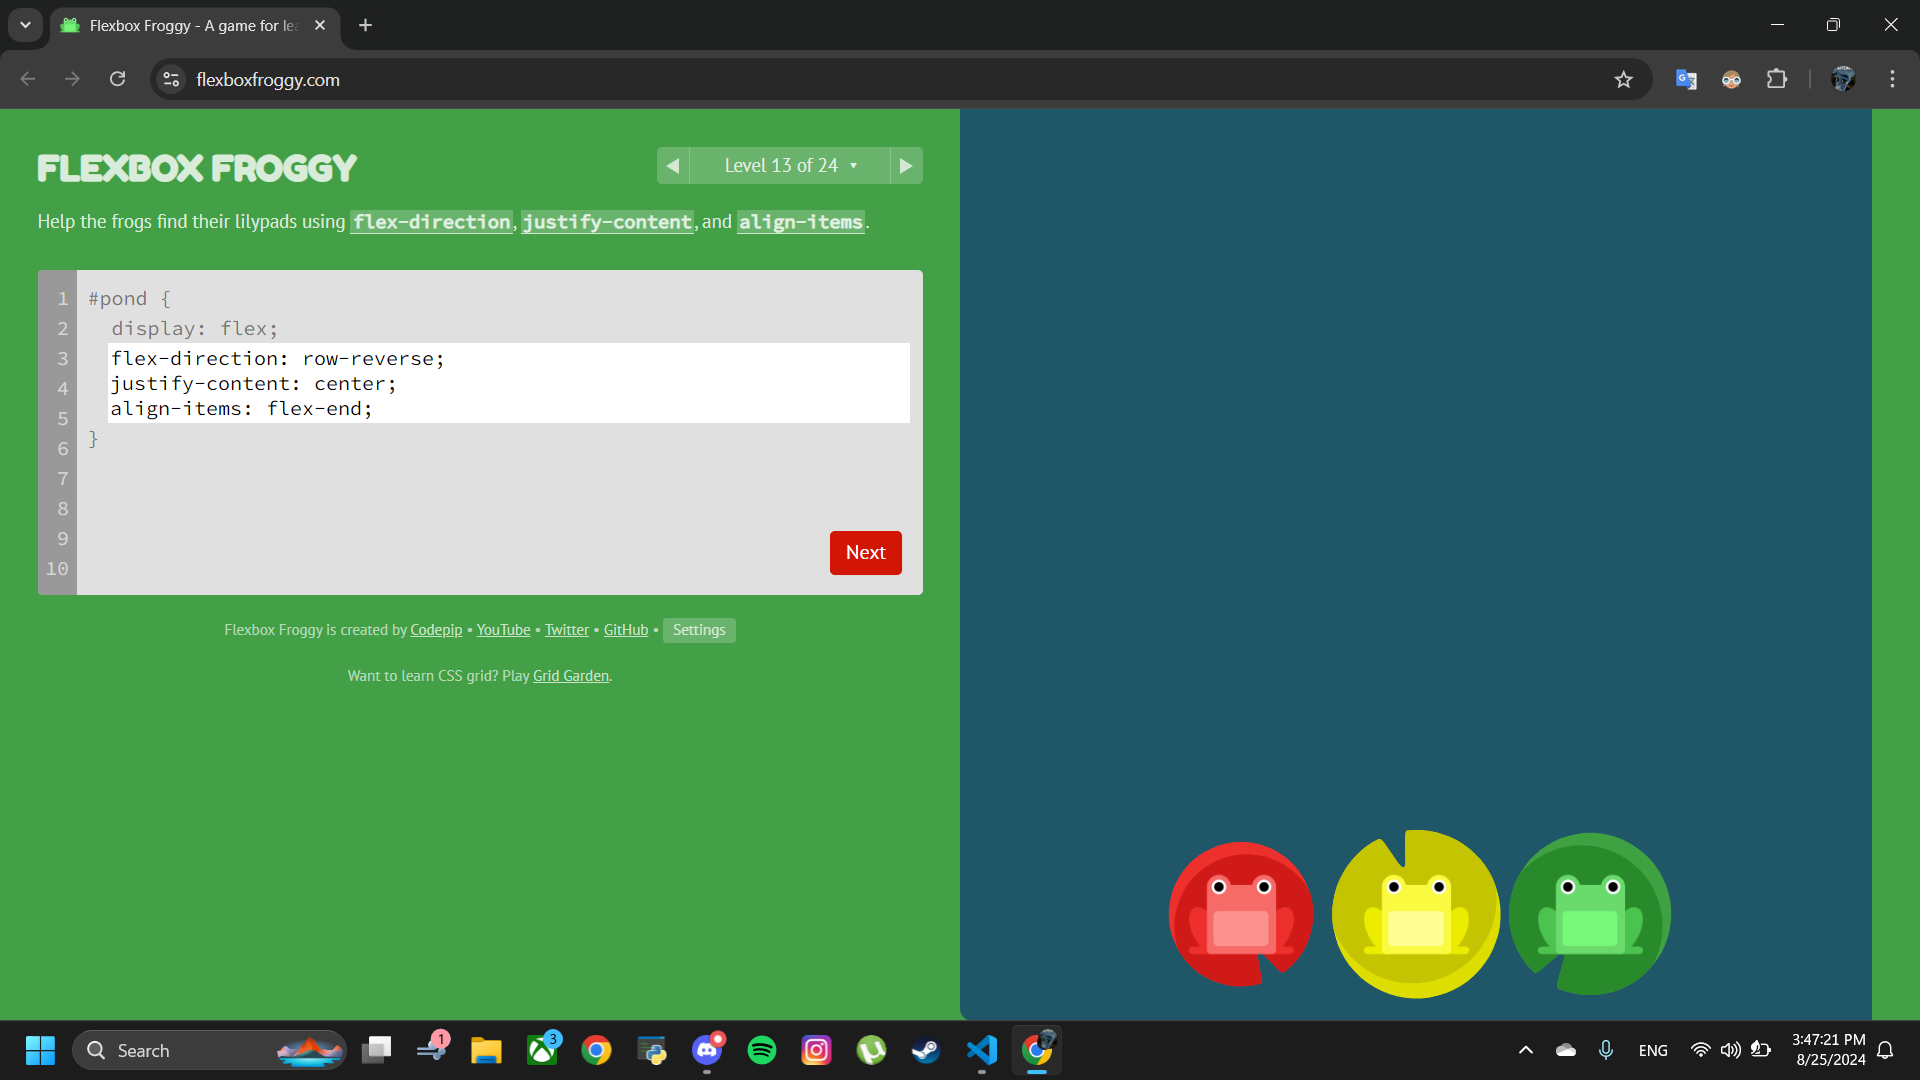 Flexbox Froggy - A game for lea
flexboxfroggy.com
FLEXBOX FROGGY
Level 13 of 24
Help the frogs find their lilypads using flex-direction, justify-content, and align-items.
1 #pond {
2 display: flex;
3 flex-direction: row-reverse;
4 justify-content: center;
5 align-items: flex-end;
6 }
7
8
9
10
Next
Flexbox Froggy is created by Codepip • YouTube • Twitter • GitHub • Settings
Want to learn CSS grid? Play Grid Garden.
Search
1
3
ENG
3:47:21 PM
8/25/2024